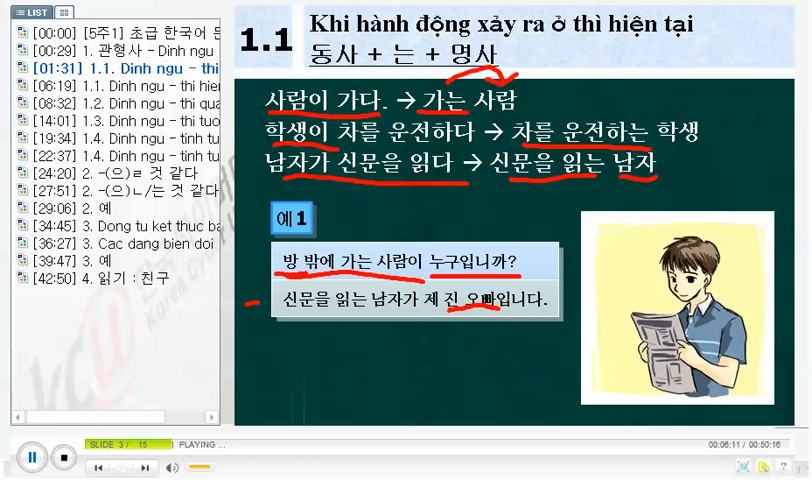 LIST
[00:00] [5주1] 초급 한국어 문
[00:29] 1. 관형사 - Dinh ngu
[01:31] 1.1. Dinh ngu - thi
[06:19] 1.1. Dinh ngu - thi hien
[08:32] 1.2. Dinh ngu - thi qua
[14:01] 1.3. Dinh ngu - thi tuo
[19:34] 1.4. Dinh ngu - tinh tu
[22:37] 1.4. Dinh ngu - tinh tu
[24:20] 2. -(으)ㄹ 것 같다
[27:51] 2. -(으)ㄴ/는 것 같다
[29:06] 2. 예
[34:45] 3. Dong tu ket thuc ba
[36:27] 3. Cac dang bien doi
[39:47] 3. 예
[42:50] 4. 읽기 : 친구
1.1
Khi hành động xảy ra ở thì hiện tại
동사 + 는 + 명사
사람이 가다. → 가는 사람
학생이 차를 운전하다 → 차를 운전하는 학생
남자가 신문을 읽다 → 신문을 읽는 남자
예1
방 밖에 가는 사람이 누구입니까?
신문을 읽는 남자가 제 진 오빠입니다.
SLIDE 3 / 15
PLAYING ...
00:06:11 / 00:50:16